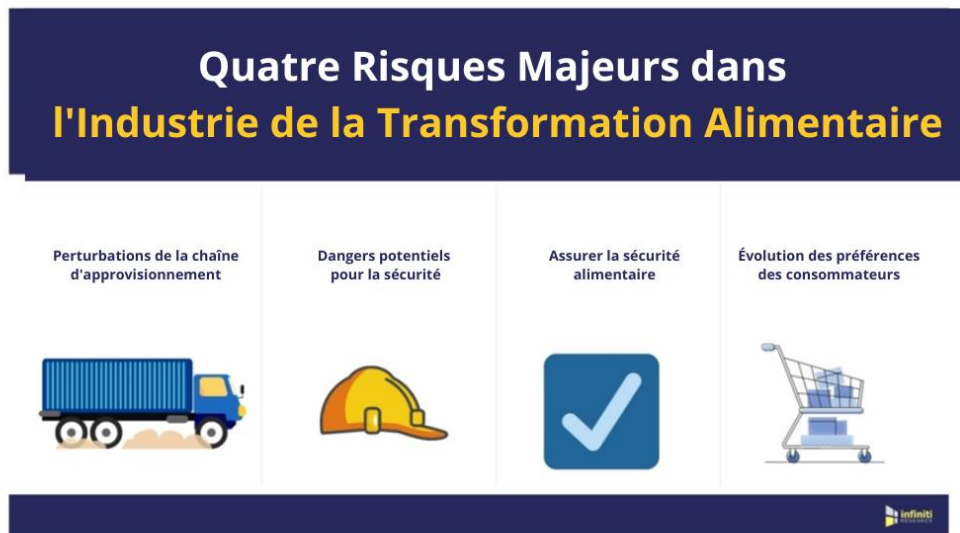 Quatre Risques Majeurs dans
l'Industrie de la Transformation Alimentaire
Perturbations de la chaîne
d'approvisionnement
Dangers potentiels
pour la sécurité
Assurer la sécurité
alimentaire
Évolution des préférences
des consommateurs
infiniti
RESEARCH